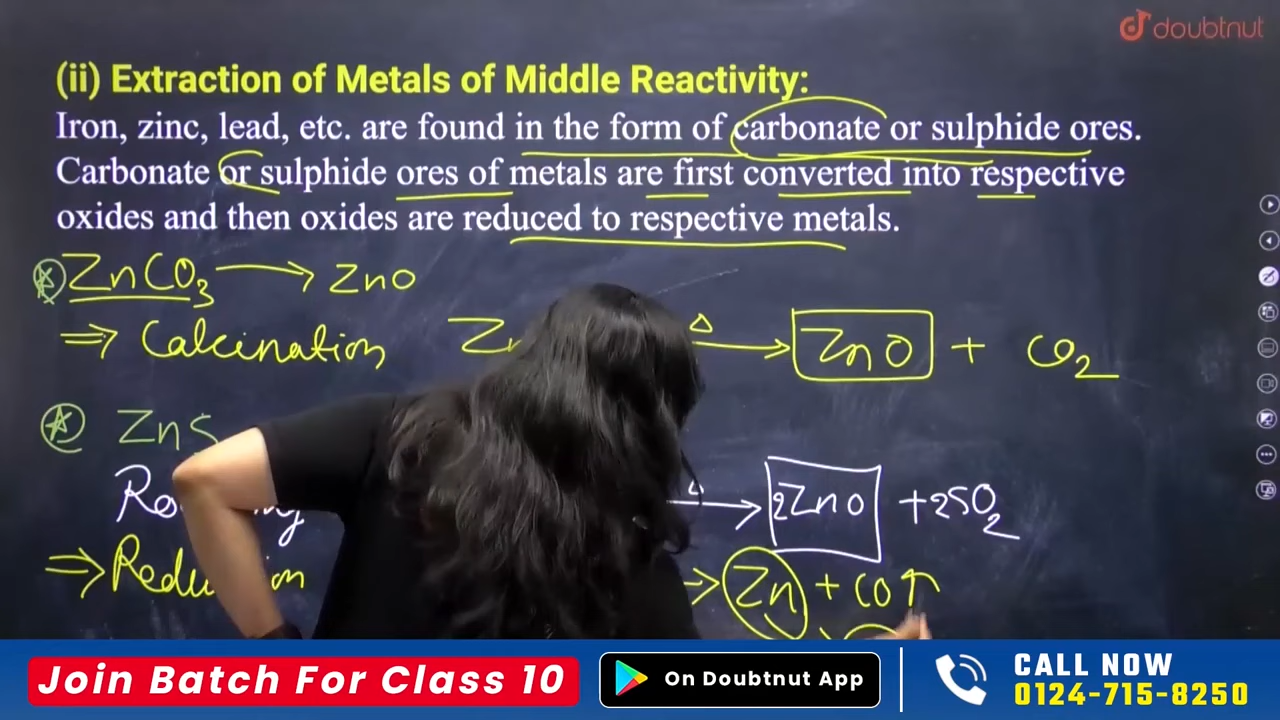 doubtnut
(ii) Extraction of Metals of Middle Reactivity:
Iron, zinc, lead, etc. are found in the form of carbonate or sulphide ores.
Carbonate or sulphide ores of metals are first converted into respective
oxides and then oxides are reduced to respective metals.
ZnCO₃ → ZnO
⇒ Calcination Δ → ZnO + CO₂
ZnS
Δ → 2ZnO + 2SO₂
⇒ Reduction → Zn + CO↑
Join Batch For Class 10
On Doubtnut App
CALL NOW
0124-715-8250